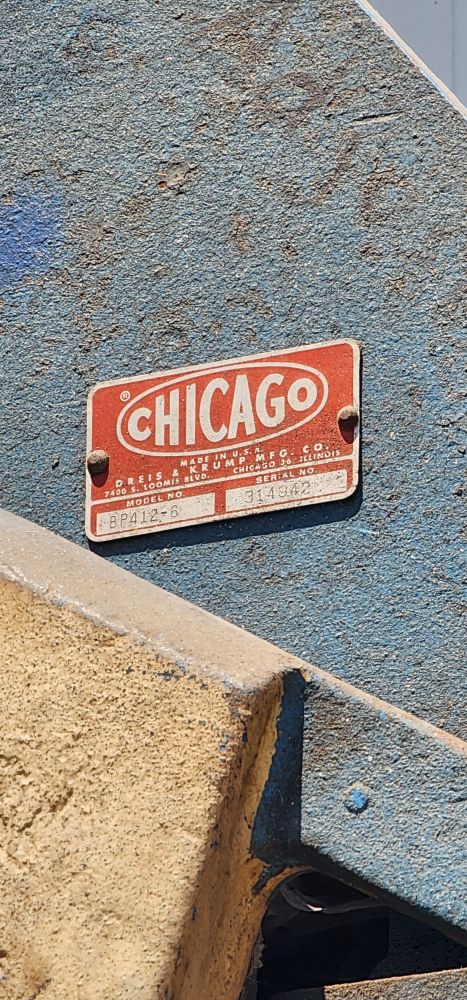 ® CHICAGO
MADE IN U.S.A.
DREIS & KRUMP MFG. CO.
7400 S. LOOMIS BLVD. CHICAGO 36, ILLINOIS
MODEL NO. SERIAL NO.
BP412-6 314942